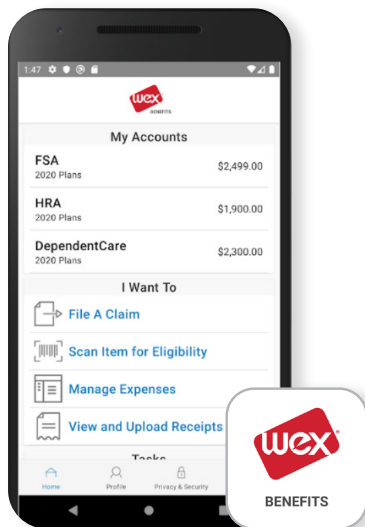 1:47
wex
BENEFITS
My Accounts
FSA
2020 Plans
$2,499.00
HRA
2020 Plans
$1,900.00
DependentCare
2020 Plans
$2,300.00
I Want To
File A Claim
Scan Item for Eligibility
Manage Expenses
View and Upload Receipts
Tasks
Home Profile Privacy & Security
wex®
BENEFITS